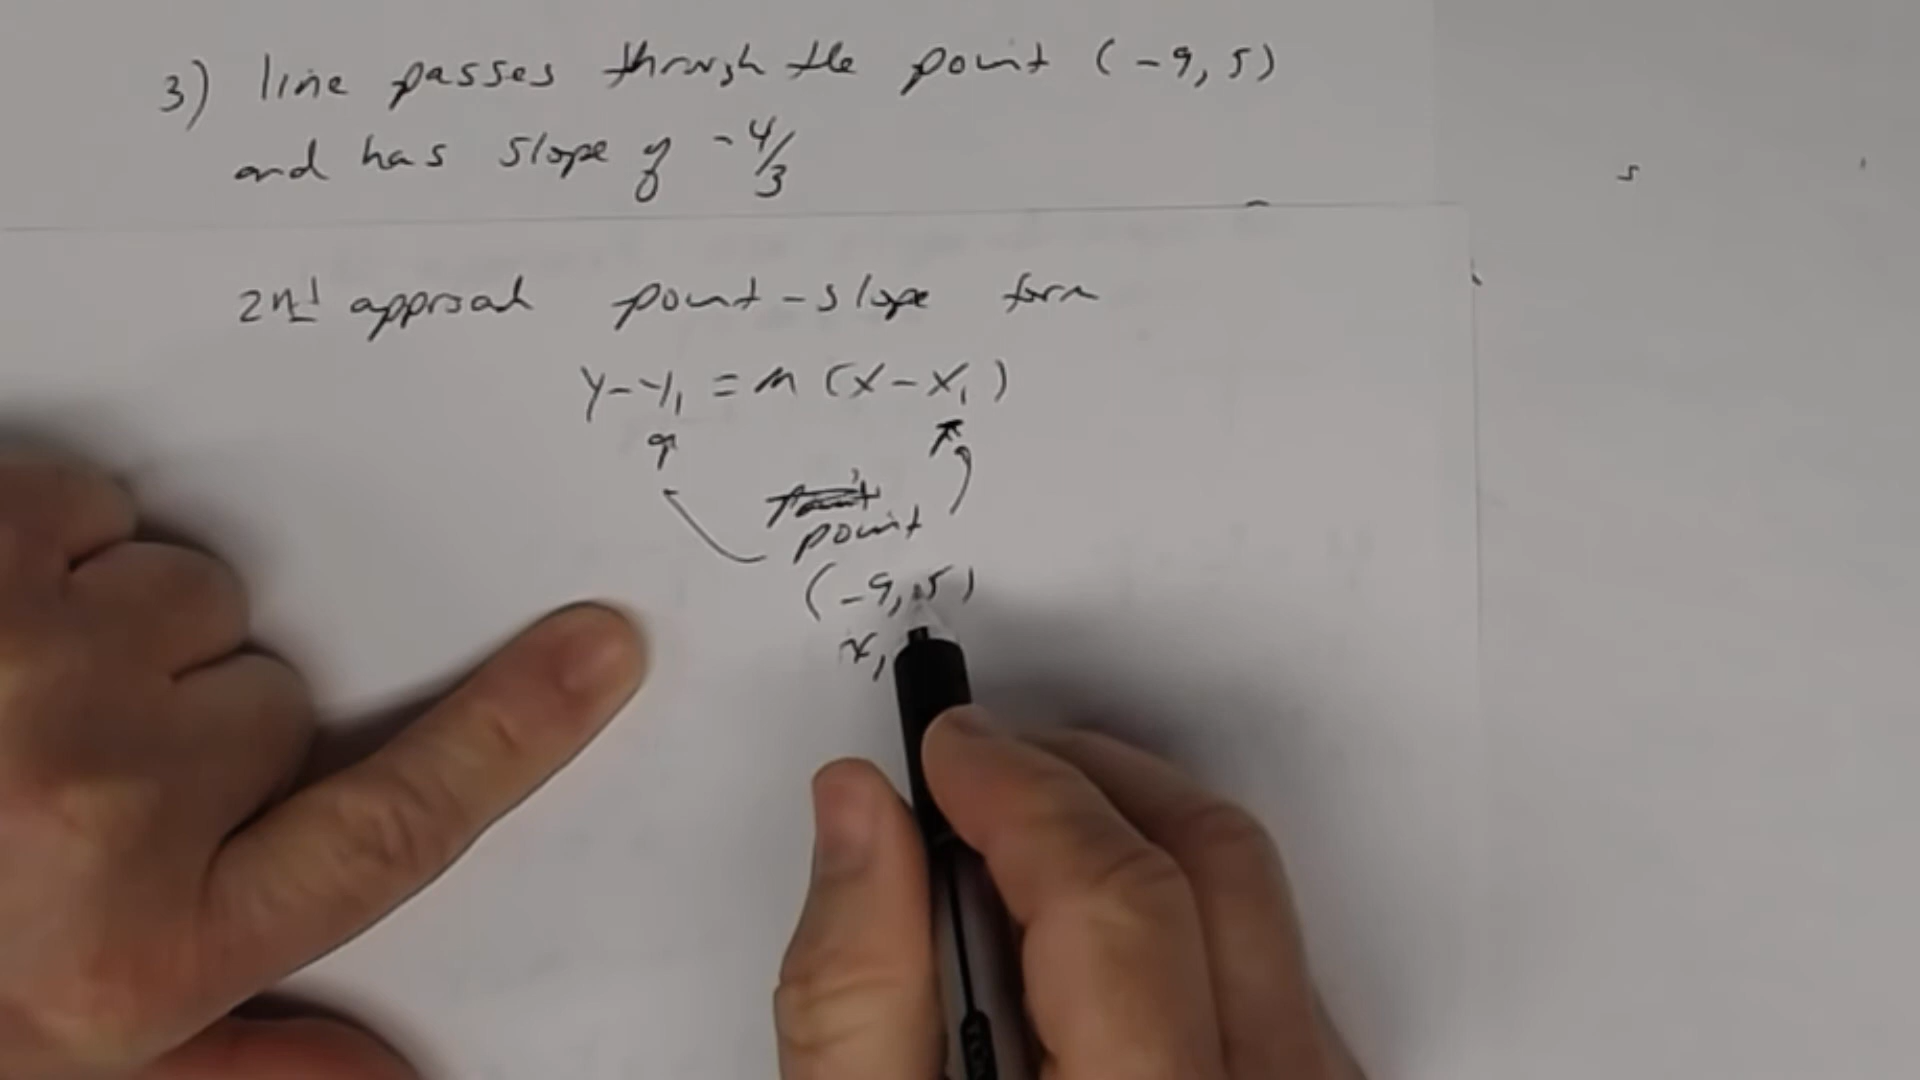 3) line passes through the point (-9, 5)
and has slope of -4/3
2nd approach point-slope form
y-y₁ = m (x-x₁)
point
(-9, 5)
x₁